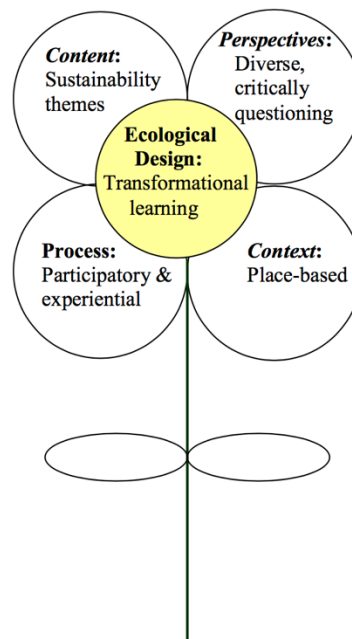 Content:
Sustainability
themes
Perspectives:
Diverse,
critically
questioning
Ecological
Design:
Transformational
learning
Process:
Participatory &
experiential
Context:
Place-based